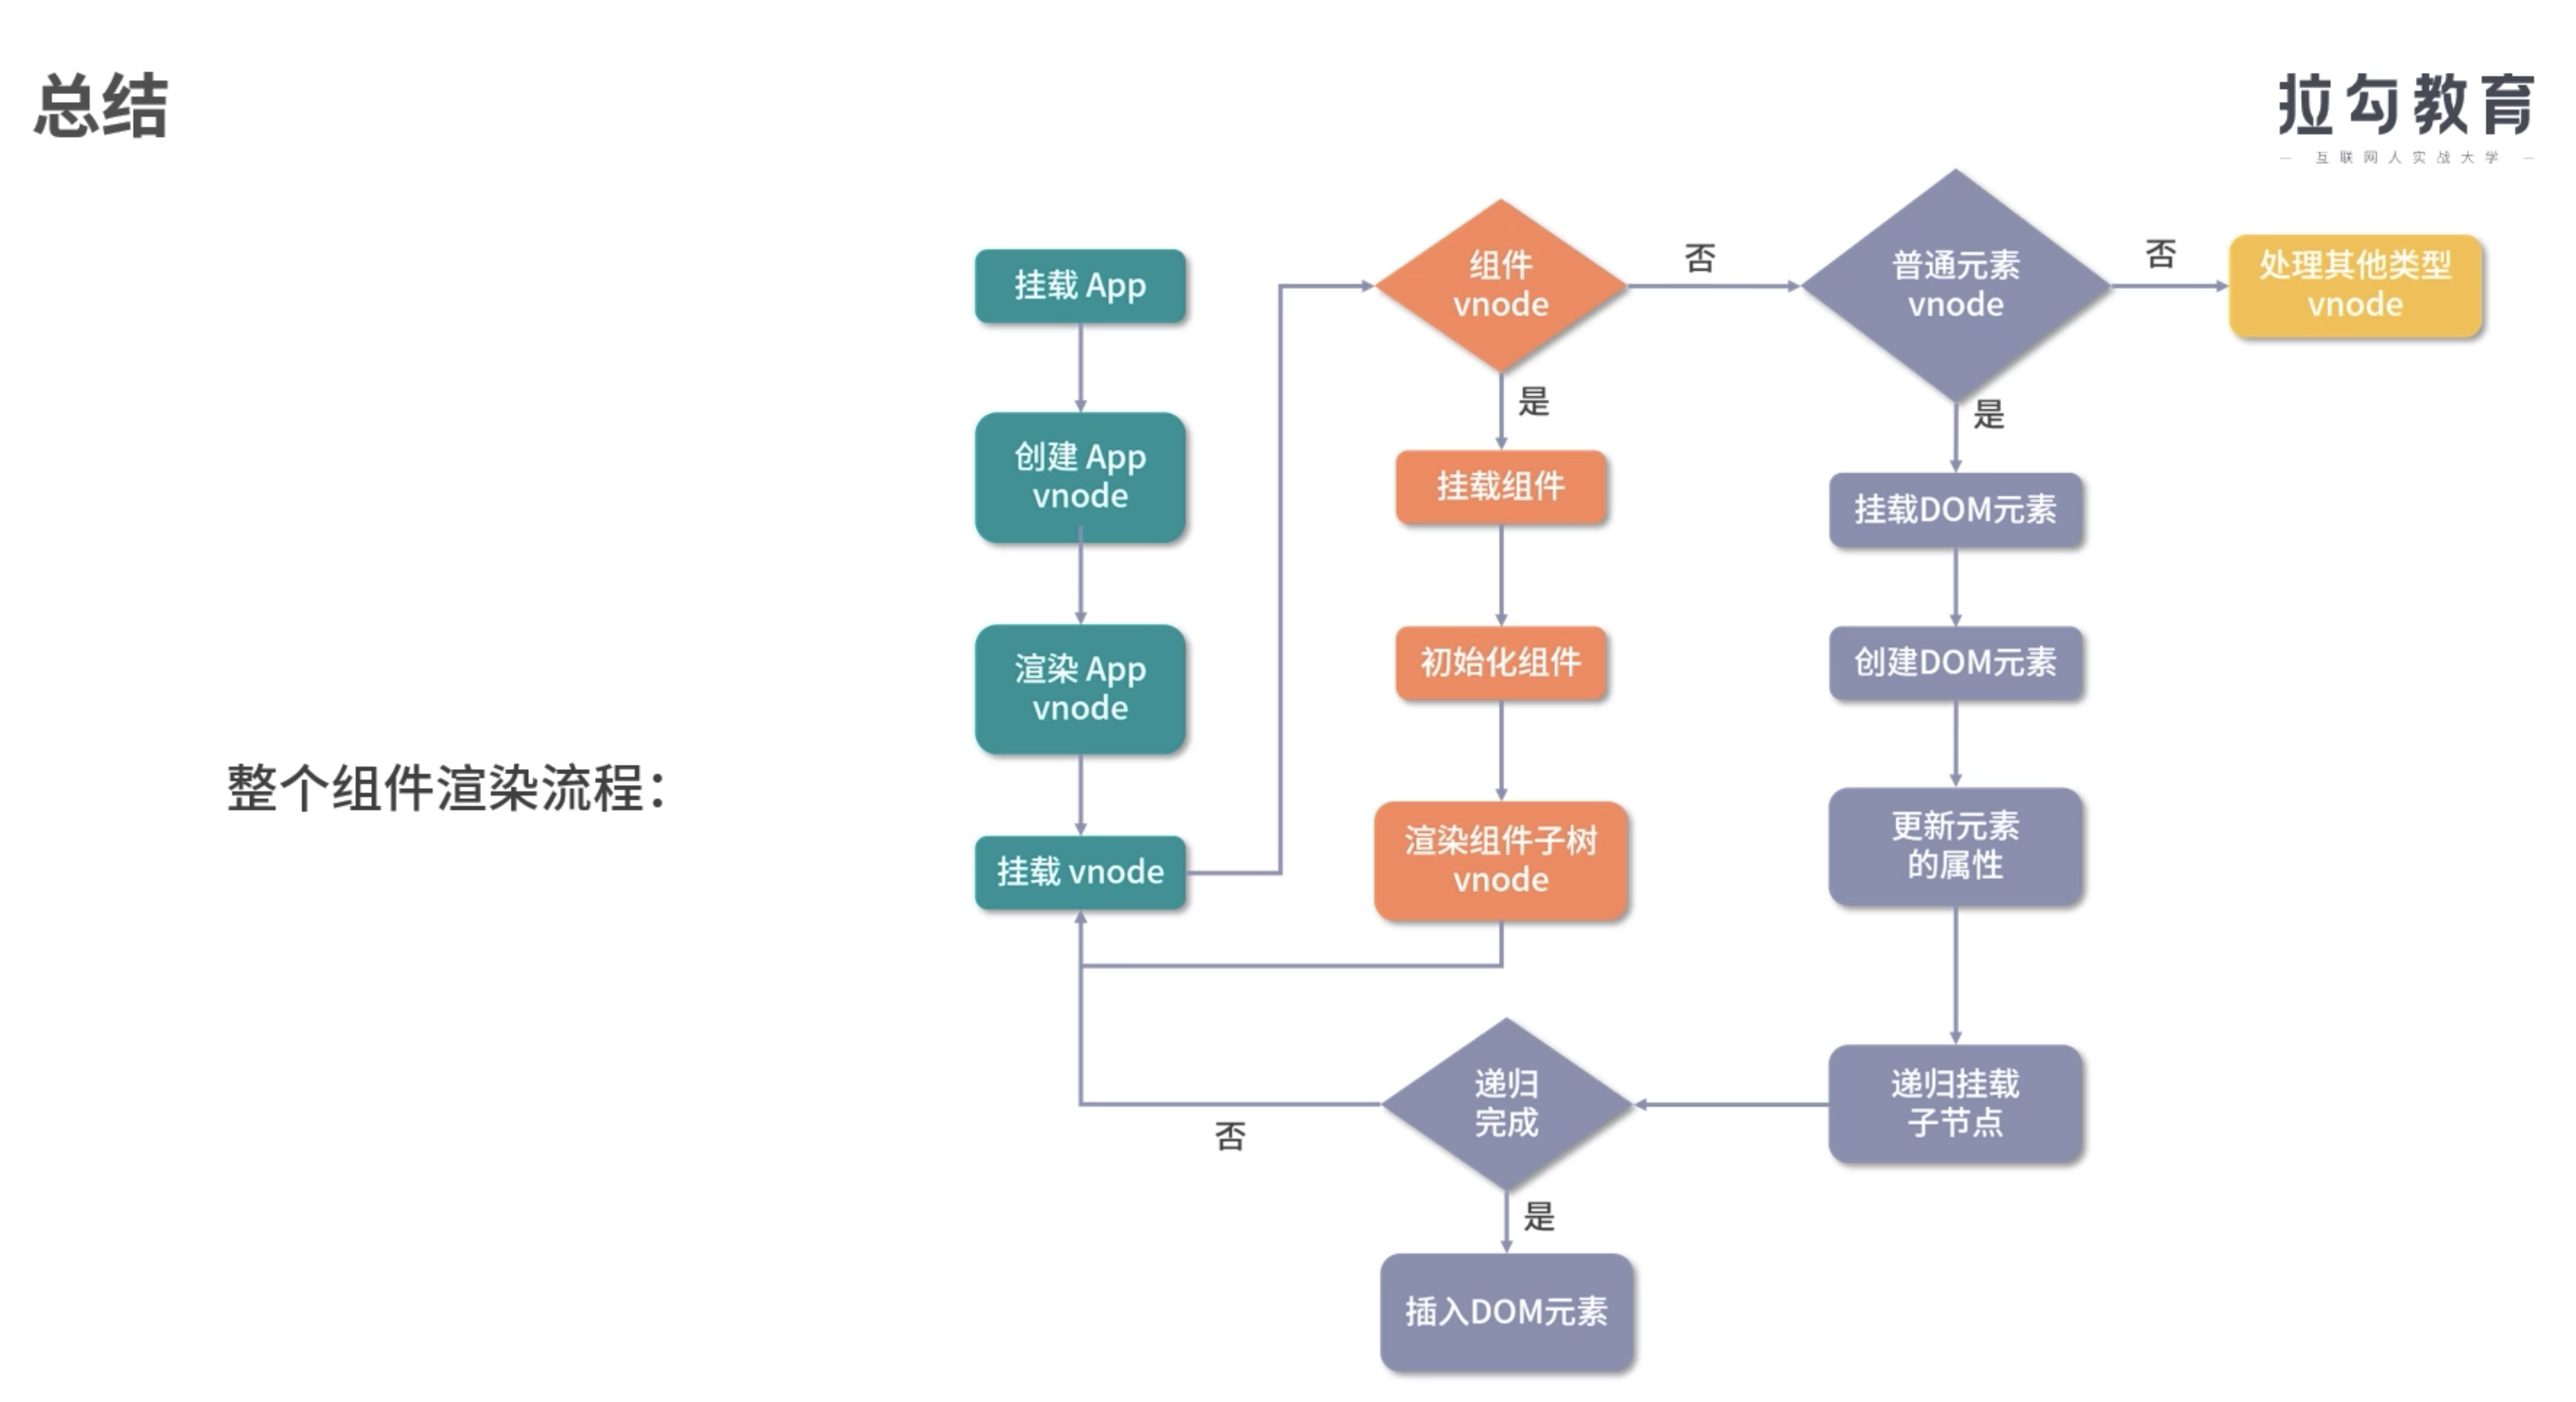 总结
拉勾教育
— 互联网人实战大学 —
整个组件渲染流程：
挂载 App
创建 App
vnode
渲染 App
vnode
挂载 vnode
组件
vnode
否
是
挂载组件
初始化组件
渲染组件子树
vnode
普通元素
vnode
否
处理其他类型
vnode
是
挂载DOM元素
创建DOM元素
更新元素
的属性
递归挂载
子节点
递归
完成
否
是
插入DOM元素